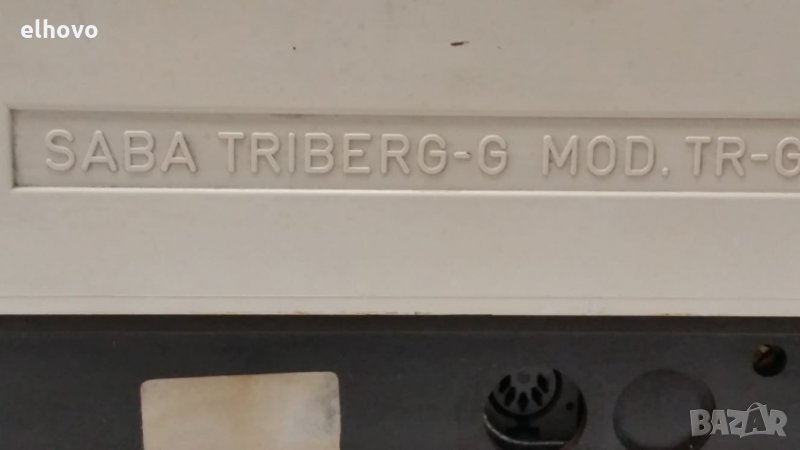 elhovo
SABA TRIBERG-G MOD. TR-G
BAZAR